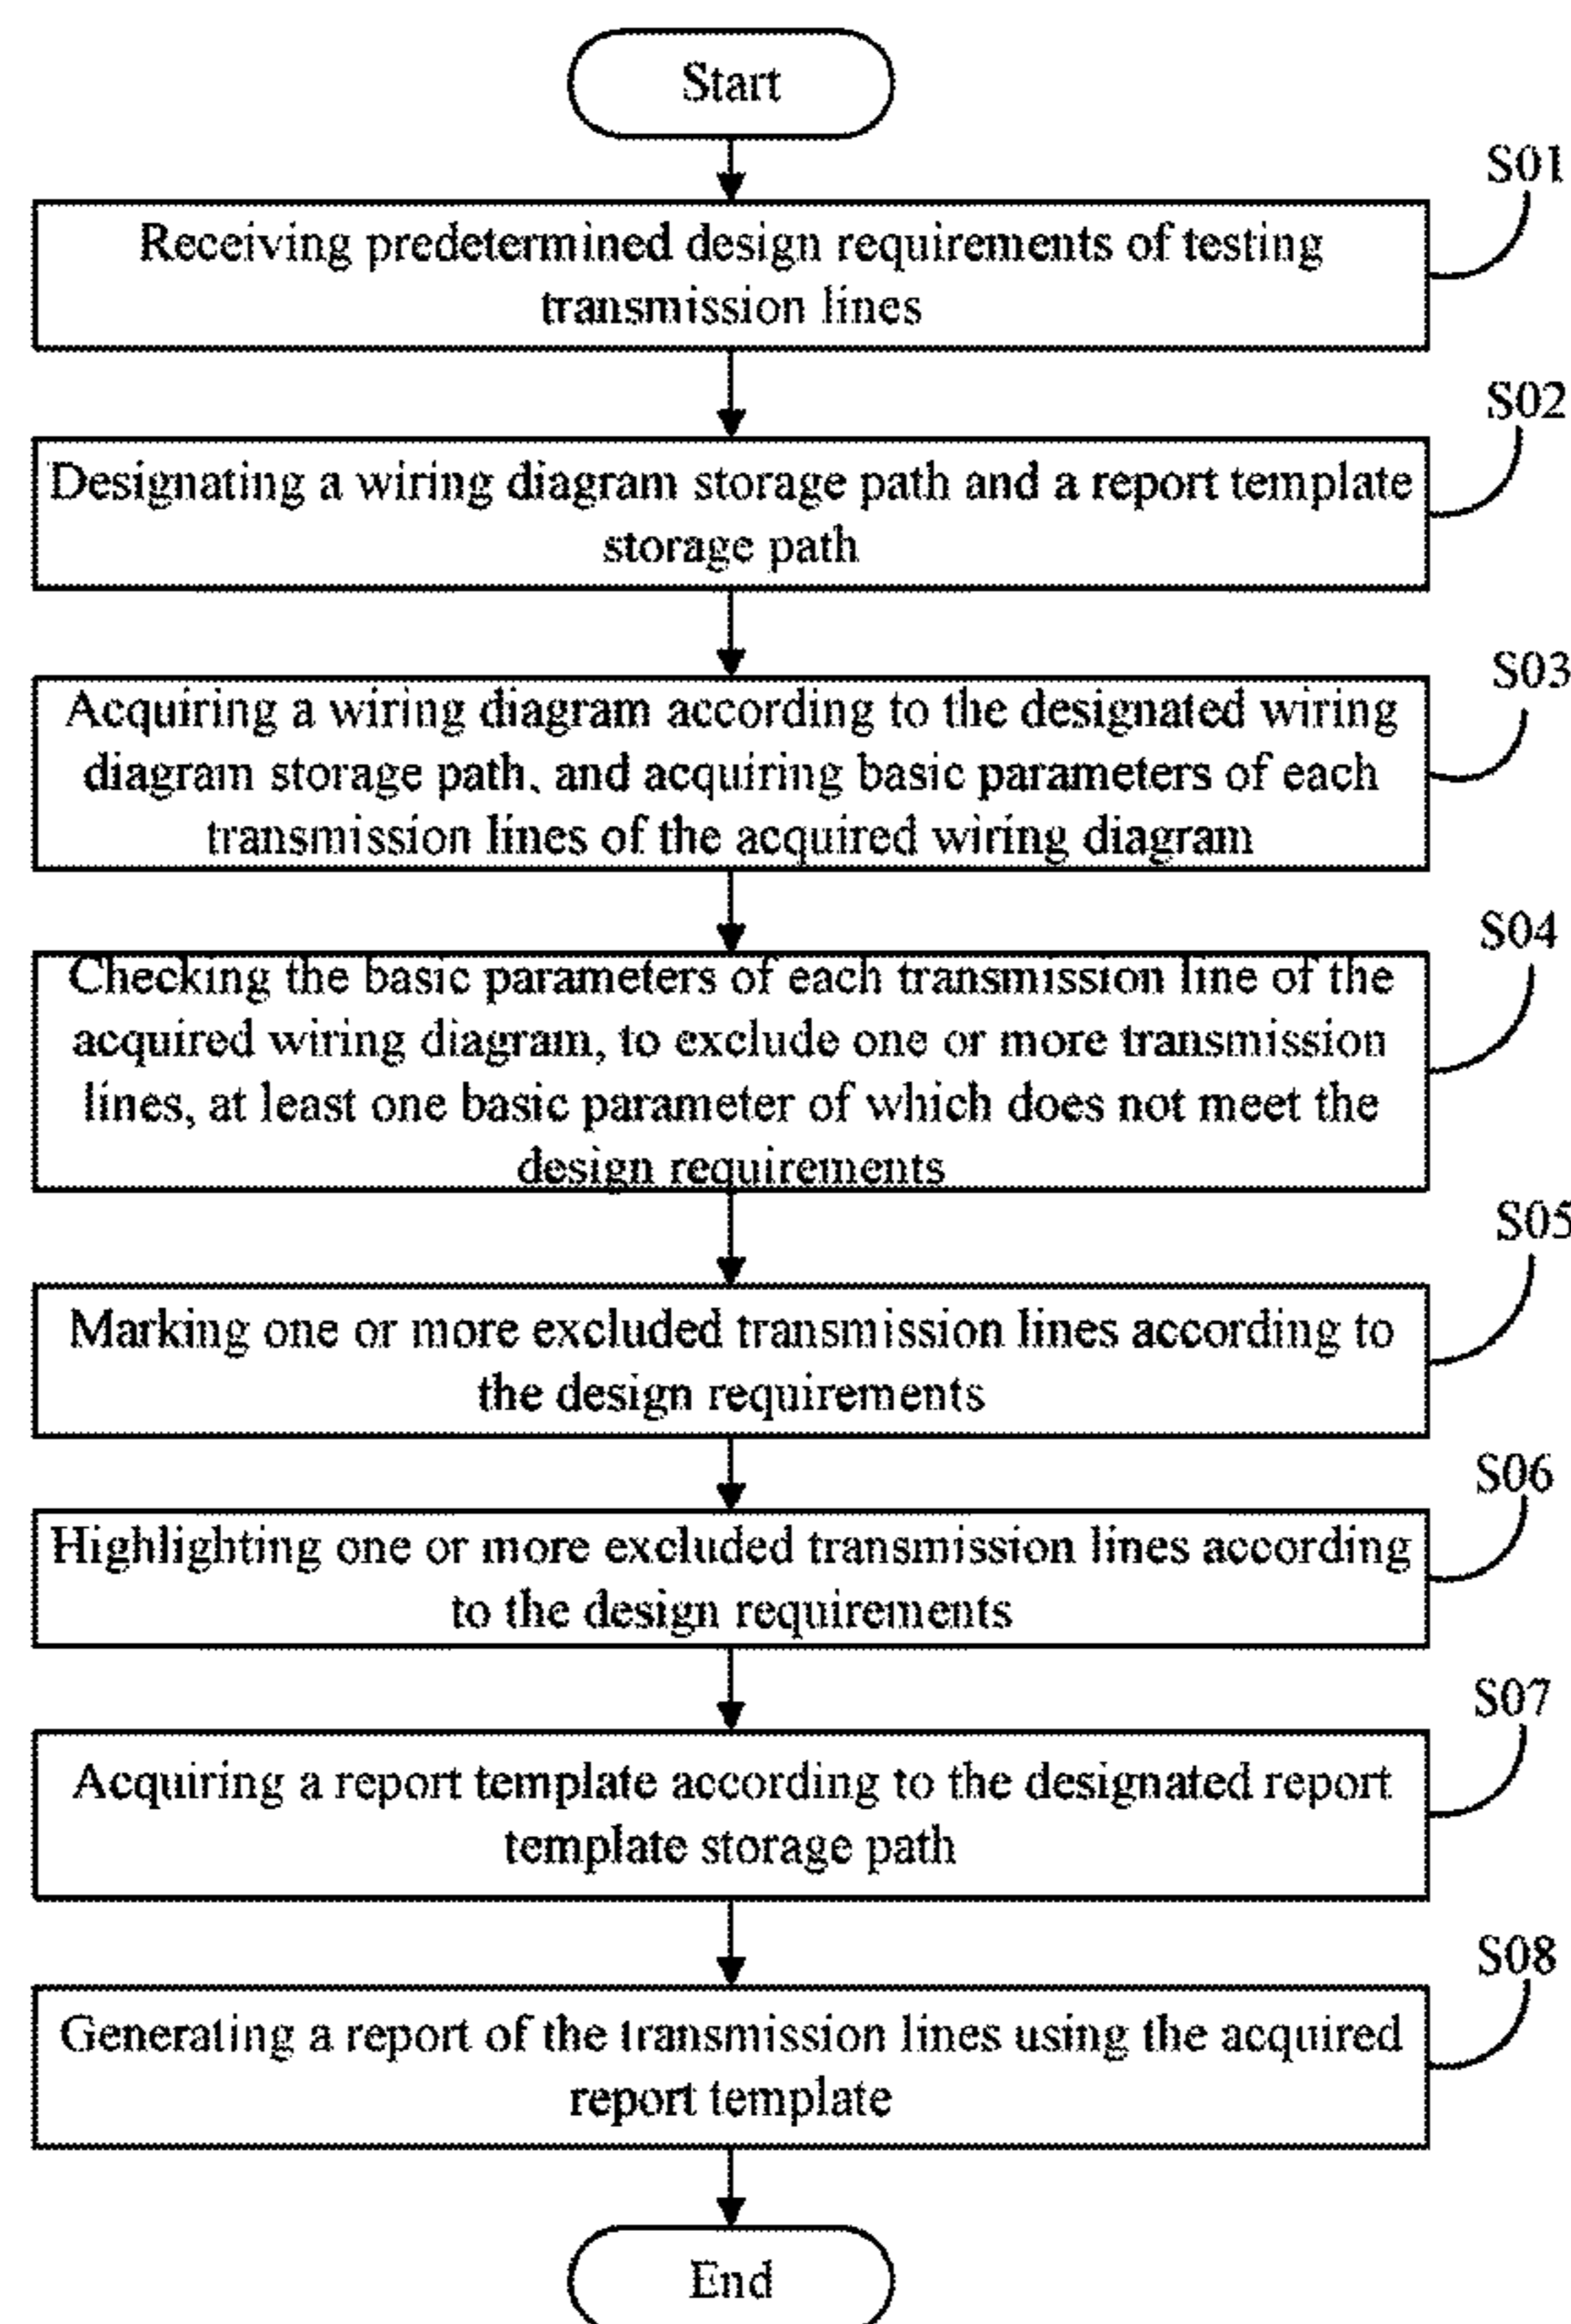 Start
S01
Receiving predetermined design requirements of testing
transmission lines
S02
Designating a wiring diagram storage path and a report template
storage path
S03
Acquiring a wiring diagram according to the designated wiring
diagram storage path, and acquiring basic parameters of each
transmission lines of the acquired wiring diagram
S04
Checking the basic parameters of each transmission line of the
acquired wiring diagram, to exclude one or more transmission
lines, at least one basic parameter of which does not meet the
design requirements
S05
Marking one or more excluded transmission lines according to
the design requirements
S06
Highlighting one or more excluded transmission lines according
to the design requirements
S07
Acquiring a report template according to the designated report
template storage path
S08
Generating a report of the transmission lines using the acquired
report template
End